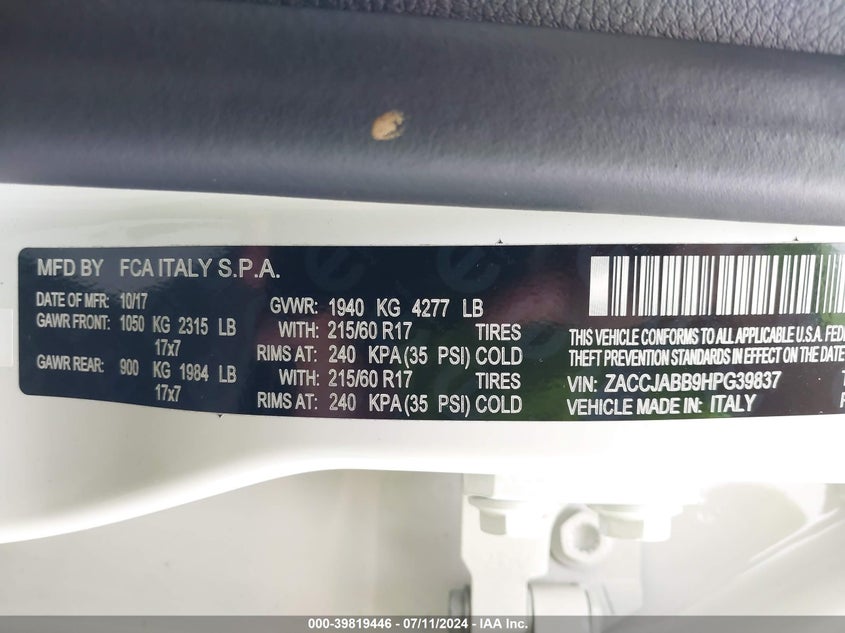 MFD BY FCA ITALY S.P.A.
DATE OF MFR: 10/17
GAWR FRONT: 1050 KG 2315 LB
17x7
GAWR REAR: 900 KG 1984 LB
17x7
GVWR: 1940 KG 4277 LB
WITH: 215/60 R17 TIRES
RIMS AT: 240 KPA (35 PSI) COLD
WITH: 215/60 R17 TIRES
RIMS AT: 240 KPA (35 PSI) COLD
THIS VEHICLE CONFORMS TO ALL APPLICABLE U.S.A. FEDE
THEFT PREVENTION STANDARDS IN EFFECT ON THE DATE
VIN: ZACCJABB9HPG39837
VEHICLE MADE IN: ITALY
000-39819446 - 07/11/2024 - IAA Inc.